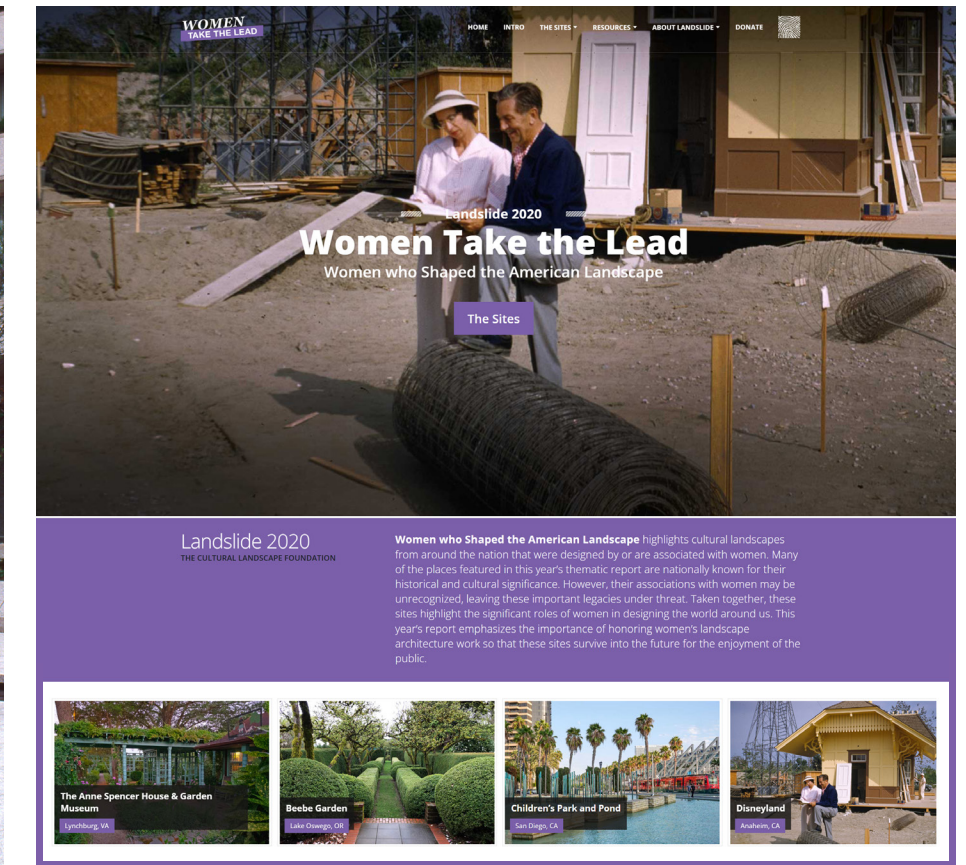 WOMEN
TAKE THE LEAD
HOME INTRO THE SITES RESOURCES ABOUT LANDSLIDE DONATE
Landslide 2020
Women Take the Lead
Women who Shaped the American Landscape
The Sites
Landslide 2020
THE CULTURAL LANDSCAPE FOUNDATION
Women who Shaped the American Landscape highlights cultural landscapes
from around the nation that were designed by or are associated with women. Many
of the places featured in this year's thematic report are nationally known for their
historical and cultural significance. However, their associations with women may be
unrecognized, leaving these important legacies under threat. Taken together, these
sites highlight the significant roles of women in designing the world around us. This
year's report emphasizes the importance of honoring women's landscape
architecture work so that these sites survive into the future for the enjoyment of the
public.
The Anne Spencer House & Garden
Museum
Lynchburg, VA
Beebe Garden
Lake Oswego, OR
Children's Park and Pond
San Diego, CA
Disneyland
Anaheim, CA